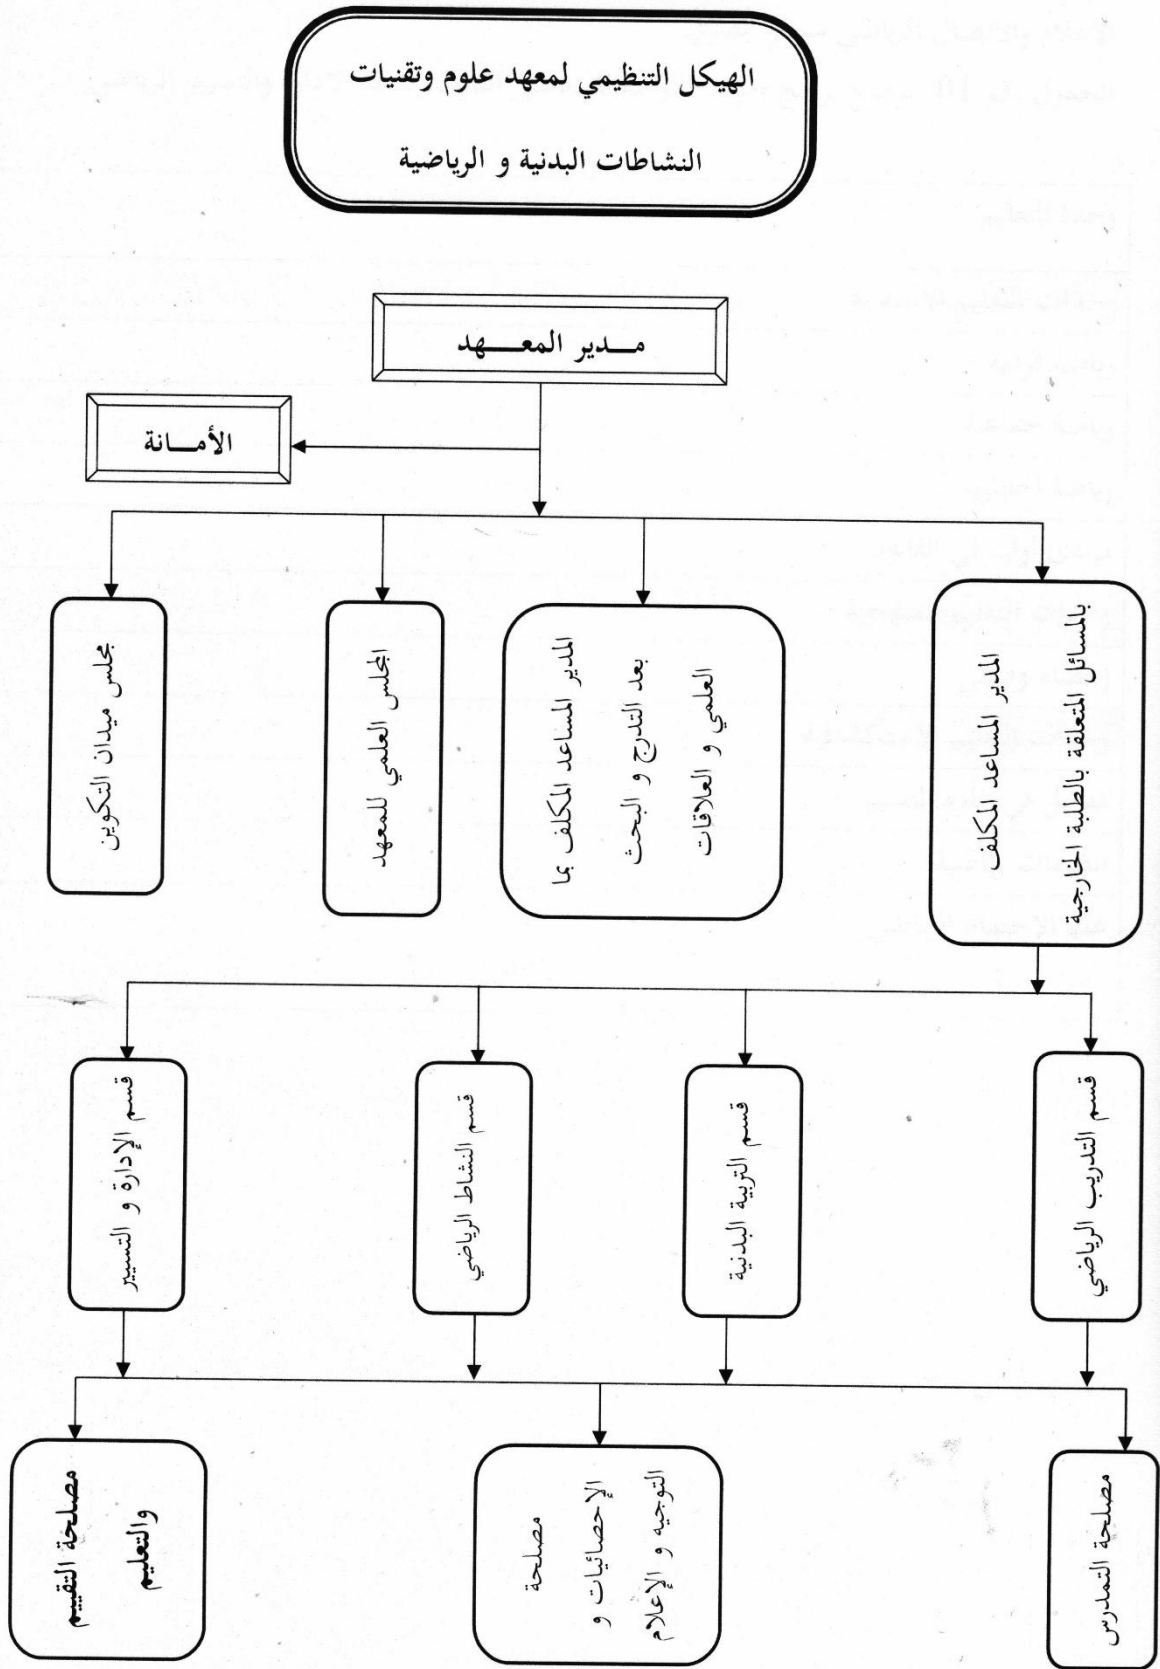 الهيكل التنظيمي لمعهد علوم وتقنيات
النشاطات البدنية و الرياضية
مـدير المعـــهد
الأمـــانة
المدير المساعد المكلف
بالمسائل المتعلقة بالطلبة الخارجية
المدير المساعد المكلف بما
بعد التدرج و البحث
العلمي و العلاقات
المجلس العلمي للمعهد
مجلس ميدان التكوين
قسم التدريب الرياضي
قسم التربية البدنية
قسم النشاط الرياضي
قسم الإدارة و التسيير
مصلحة التمدرس
مصلحة
الإحصائيات و
التوجيه و الإعلام
مصلحة التقييم
والتعليم